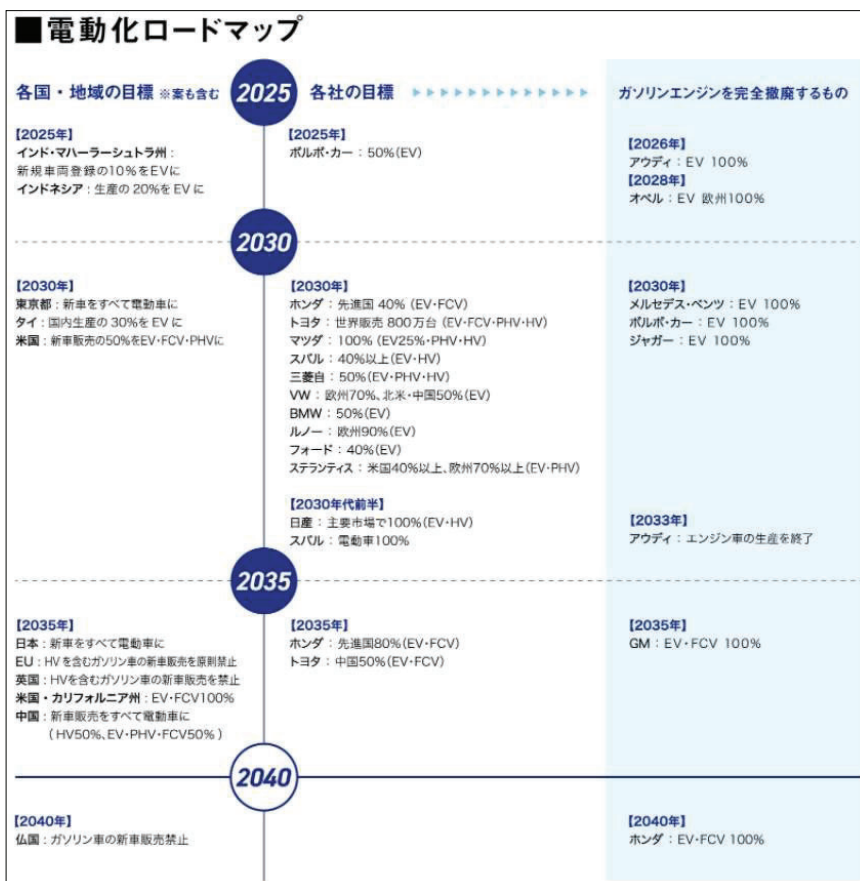 ■電動化ロードマップ
各国・地域の目標 ※案も含む
2025
各社の目標
ガソリンエンジンを完全撤廃するもの
【2025年】
インド・マハーラーシュトラ州：
新規車両登録の10%をEVに
インドネシア：生産の20%をEVに
【2025年】
ボルボ・カー：50%(EV)
【2026年】
アウディ：EV 100%
【2028年】
オペル：EV 欧州100%
2030
【2030年】
東京都：新車をすべて電動車に
タイ：国内生産の30%をEVに
米国：新車販売の50%をEV・FCV・PHVに
【2030年】
ホンダ：先進国 40% (EV・FCV)
トヨタ：世界販売 800万台 (EV・FCV・PHV・HV)
マツダ：100% (EV25%・PHV・HV)
スバル：40%以上(EV・HV)
三菱自：50%(EV・PHV・HV)
VW：欧州70%、北米・中国50%(EV)
BMW：50%(EV)
ルノー：欧州90%(EV)
フォード：40%(EV)
ステランティス：米国40%以上、欧州70%以上(EV・PHV)
【2030年代前半】
日産：主要市場で100%(EV・HV)
スバル：電動車100%
【2030年】
メルセデス・ベンツ：EV 100%
ボルボ・カー：EV 100%
ジャガー：EV 100%
【2033年】
アウディ：エンジン車の生産を終了
2035
【2035年】
日本：新車をすべて電動車に
EU：HVを含むガソリン車の新車販売を原則禁止
英国：HVを含むガソリン車の新車販売を禁止
米国・カリフォルニア州：EV・FCV100%
中国：新車販売をすべて電動車に
（HV50%、EV・PHV・FCV50%）
【2035年】
ホンダ：先進国80%(EV・FCV)
トヨタ：中国50%(EV・FCV)
【2035年】
GM：EV・FCV 100%
2040
【2040年】
仏国：ガソリン車の新車販売禁止
【2040年】
ホンダ：EV・FCV 100%